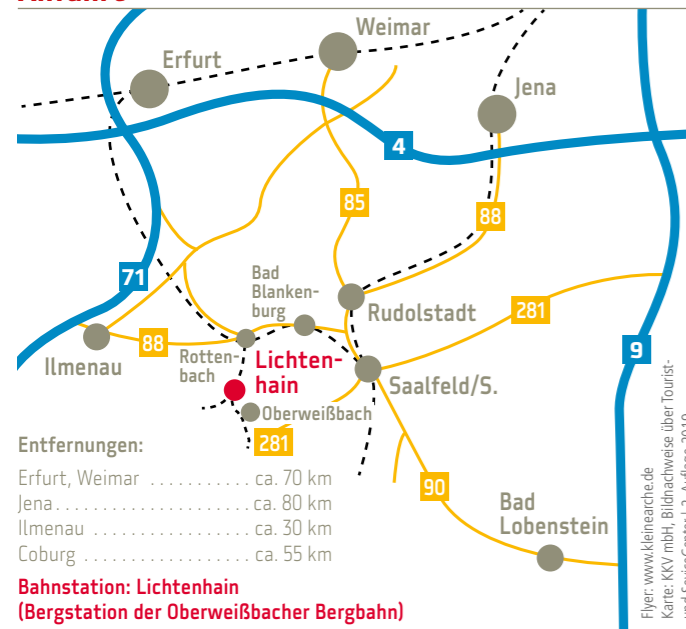 Weimar
Erfurt
Jena
4
85
88
71
Bad
Blanken-
burg
Rudolstadt
281
88
Ilmenau
Rotten-
bach
Lichten-
hain
9
Saalfeld/S.
Oberweißbach
281
90
Bad
Lobenstein
Entfernungen:
Erfurt, Weimar ........... ca. 70 km
Jena ..................... ca. 80 km
Ilmenau .................. ca. 30 km
Coburg ................... ca. 55 km
Bahnstation: Lichtenhain
(Bergstation der Oberweißbacher Bergbahn)
Flyer: www.kleinearche.de
Karte: KKV mbH, Bildnachweise über Tourist-